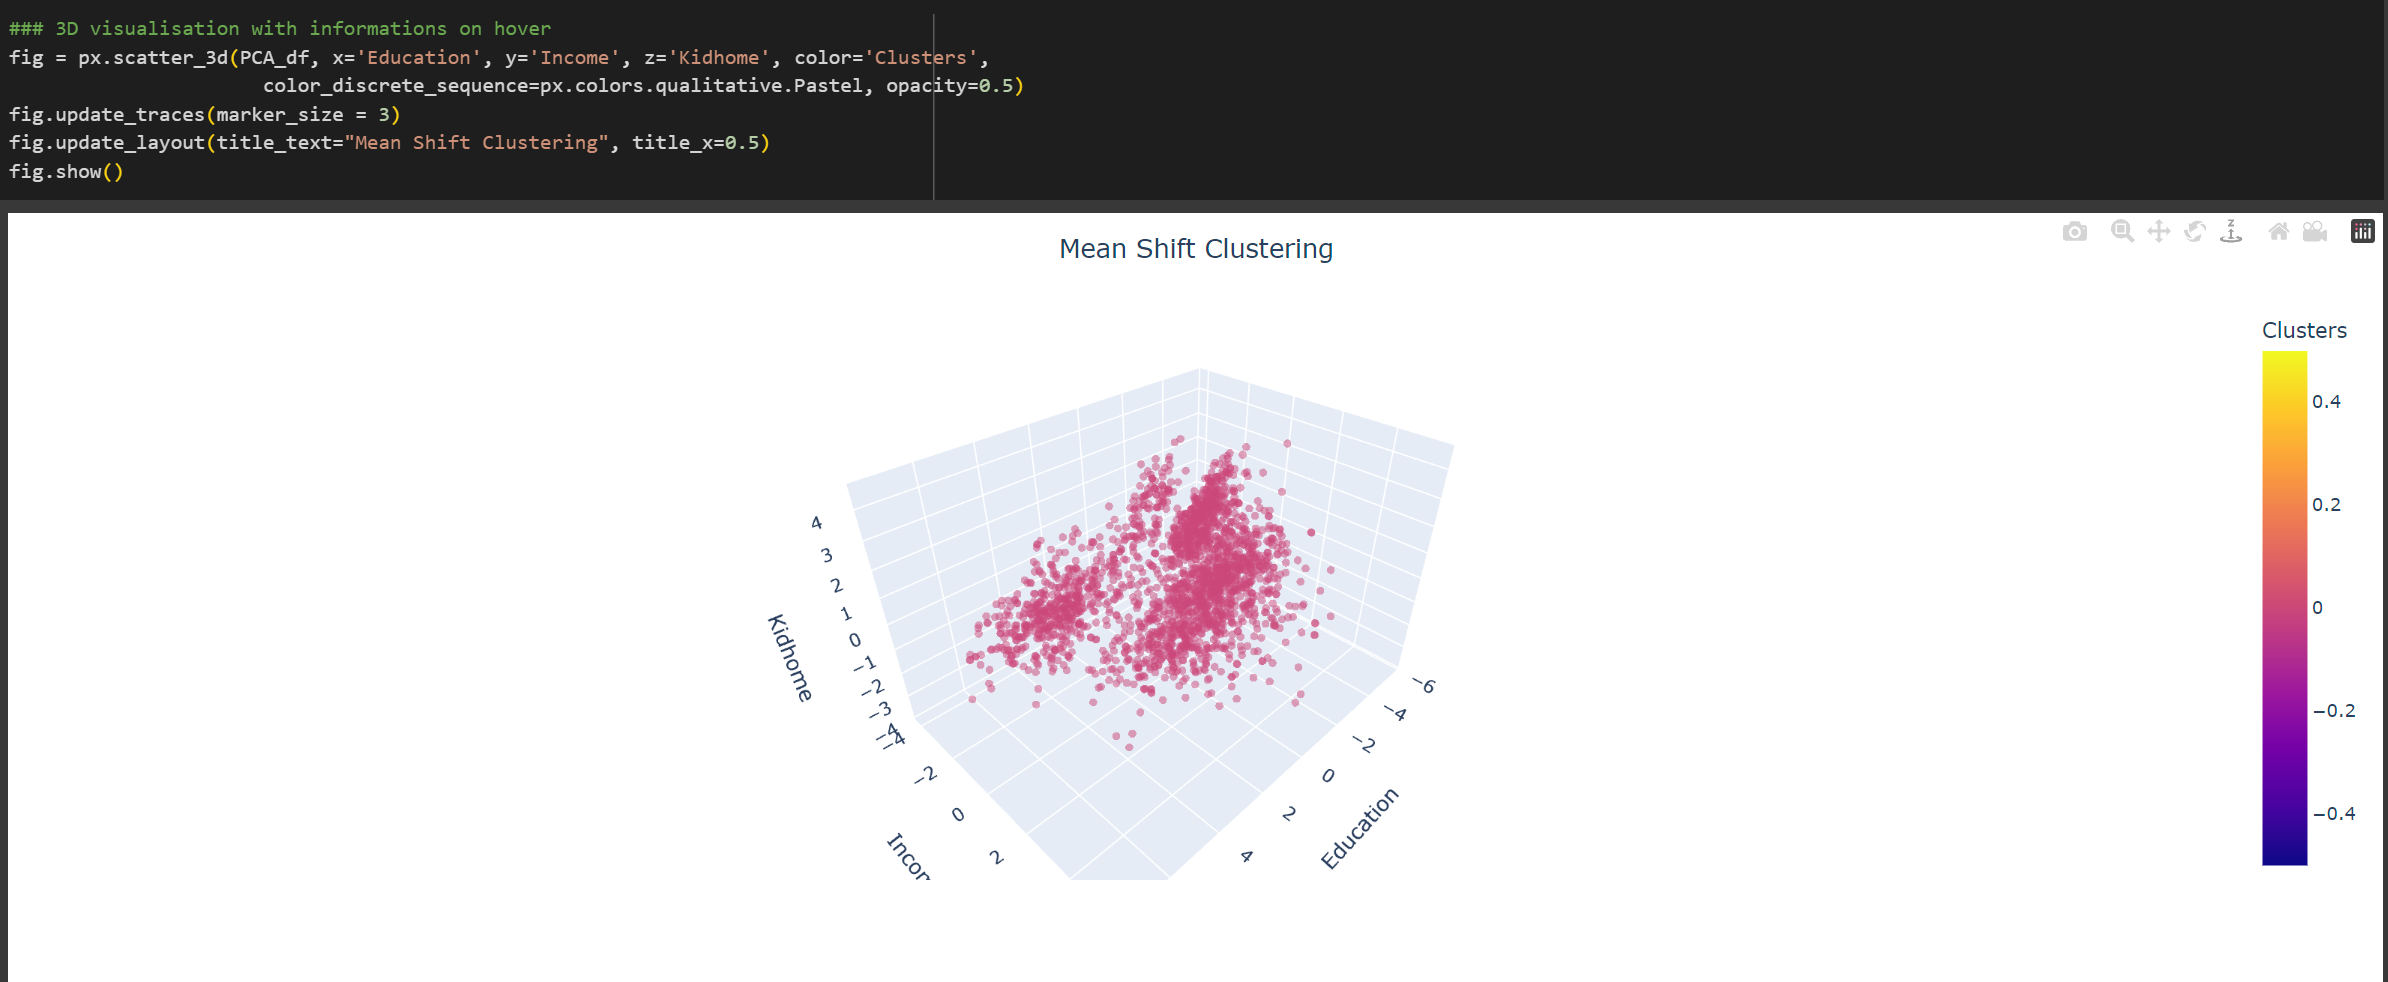 ### 3D visualisation with informations on hover
fig = px.scatter_3d(PCA_df, x='Education', y='Income', z='Kidhome', color='Clusters',
color_discrete_sequence=px.colors.qualitative.Pastel, opacity=0.5)
fig.update_traces(marker_size = 3)
fig.update_layout(title_text="Mean Shift Clustering", title_x=0.5)
fig.show()
Mean Shift Clustering
Clusters
0.4
0.2
0
−0.2
−0.4
4
3
2
1
0
−1
−2
−3
−4
Kidhome
−4
−2
0
2
Incom
−6
−4
−2
0
2
4
Education